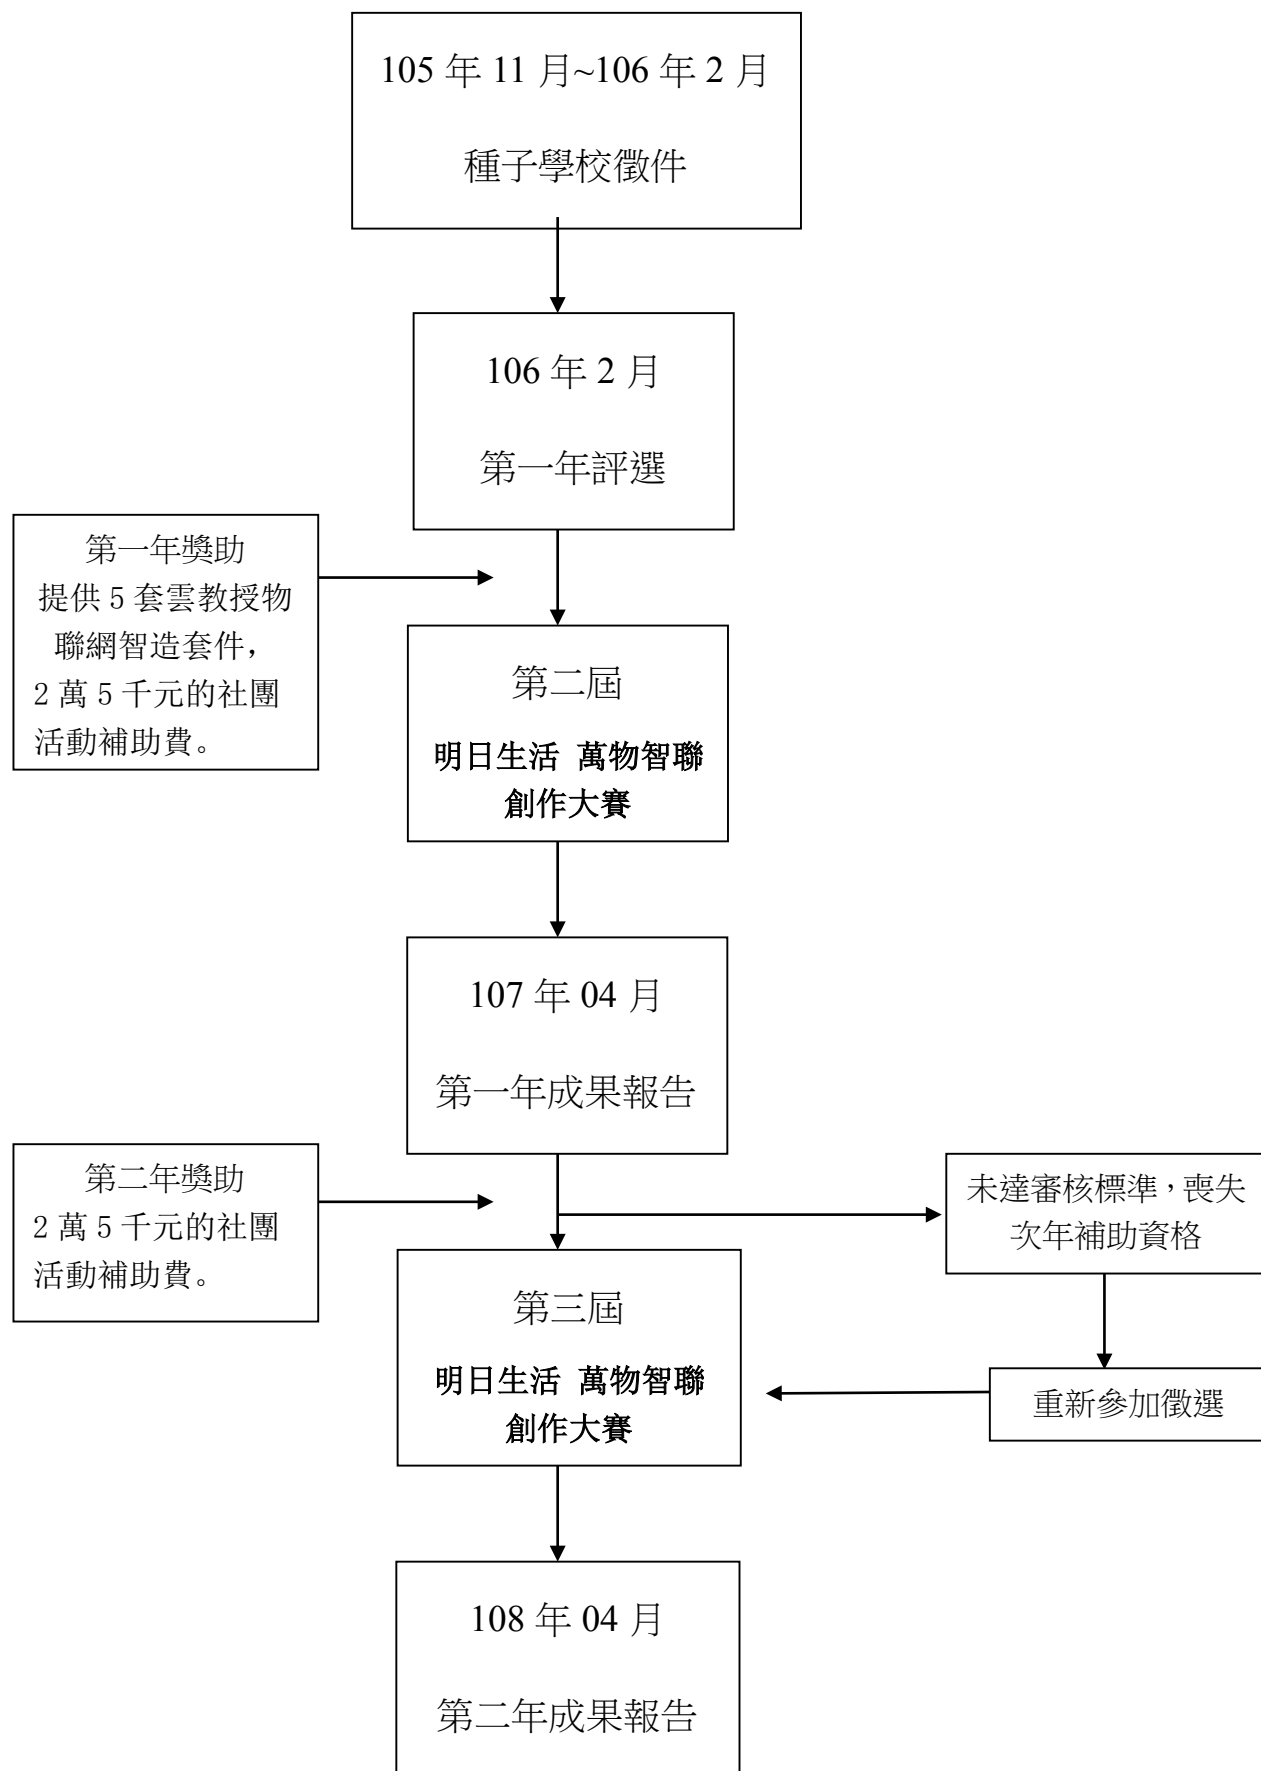 105 年 11 月~106 年 2 月
種子學校徵件
106 年 2 月
第一年評選
第一年獎助
提供 5 套雲教授物
聯網智造套件，
2 萬 5 千元的社團
活動補助費。
第二屆
明日生活 萬物智聯
創作大賽
107 年 04 月
第一年成果報告
第二年獎助
2 萬 5 千元的社團
活動補助費。
未達審核標準，喪失
次年補助資格
第三屆
明日生活 萬物智聯
創作大賽
重新參加徵選
108 年 04 月
第二年成果報告